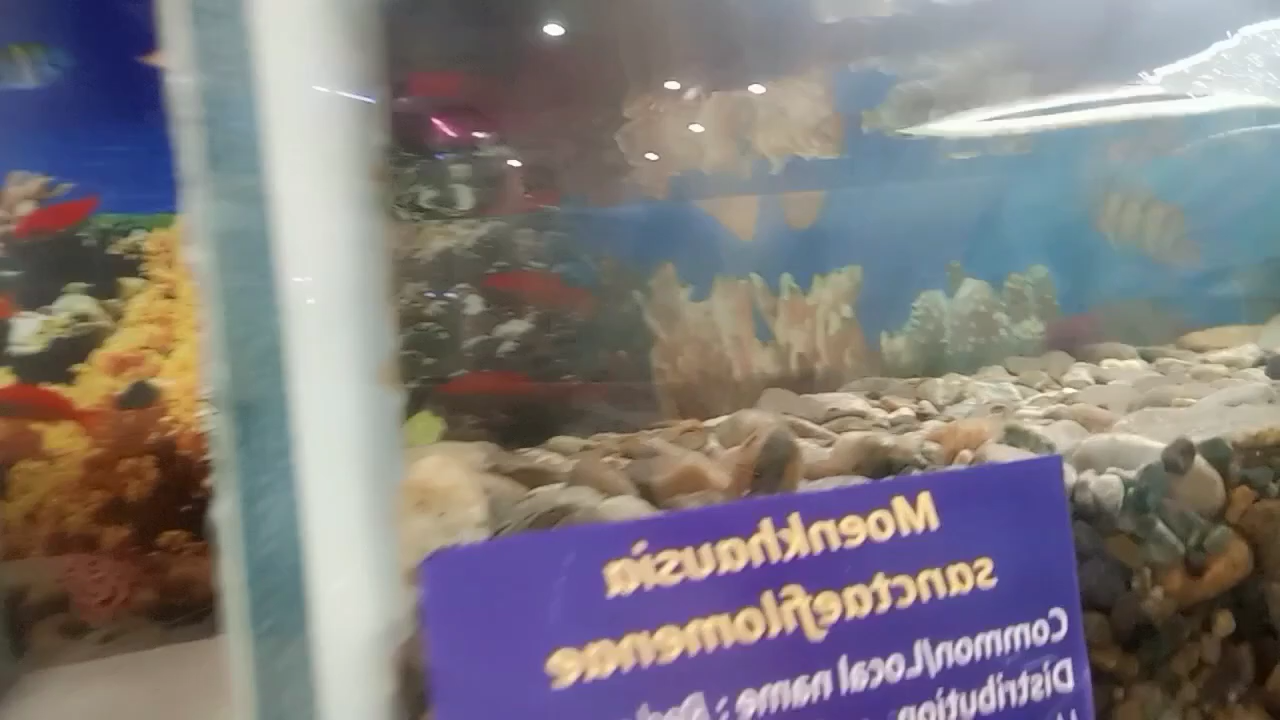 Moenkhausia
sanctaefilomenae
Common/Local name :
Distribution